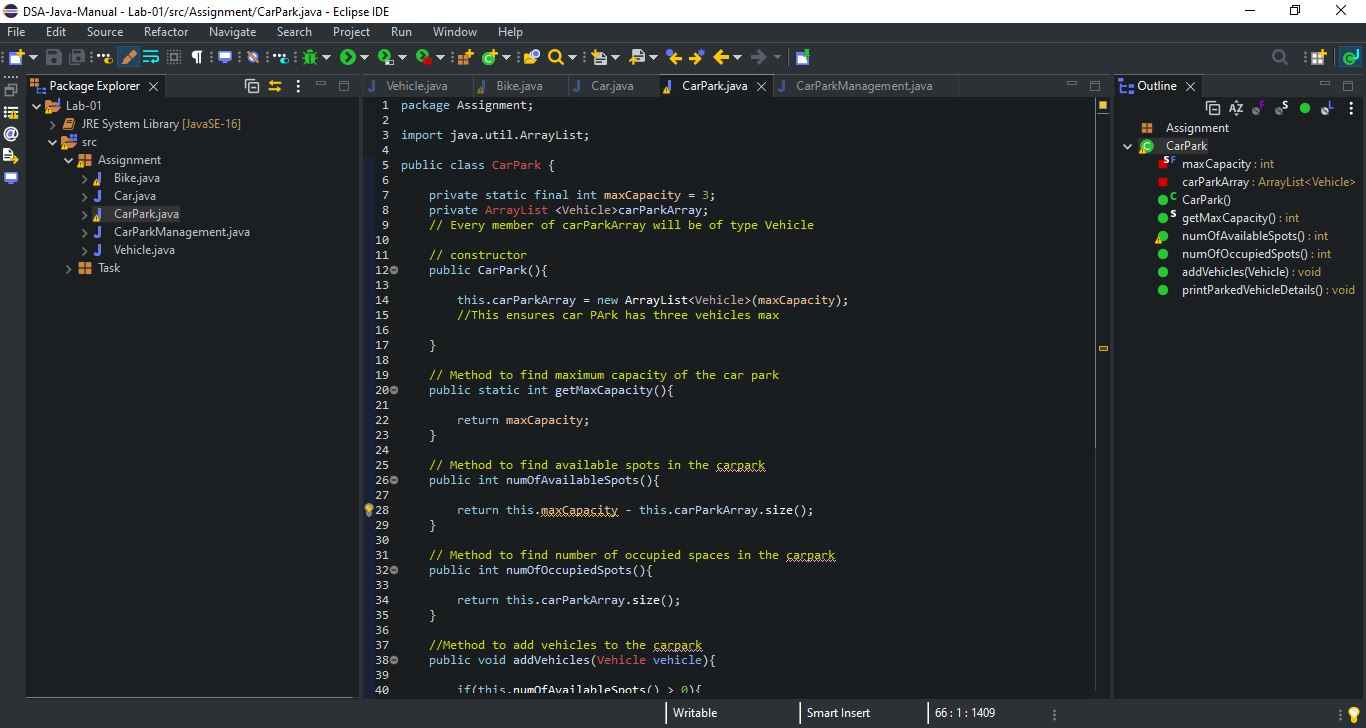 DSA-Java-Manual - Lab-01/src/Assignment/CarPark.java - Eclipse IDE
File Edit Source Refactor Navigate Search Project Run Window Help
Package Explorer
Lab-01
JRE System Library [JavaSE-16]
src
Assignment
Bike.java
Car.java
CarPark.java
CarParkManagement.java
Vehicle.java
Task
Vehicle.java Bike.java Car.java CarPark.java CarParkManagement.java
1 package Assignment;
2
3 import java.util.ArrayList;
4
5 public class CarPark {
6
7 private static final int maxCapacity = 3;
8 private ArrayList <Vehicle>carParkArray;
9 // Every member of carParkArray will be of type Vehicle
10
11 // constructor
12 public CarPark(){
13
14 this.carParkArray = new ArrayList<Vehicle>(maxCapacity);
15 //This ensures car PArk has three vehicles max
16
17 }
18
19 // Method to find maximum capacity of the car park
20 public static int getMaxCapacity(){
21
22 return maxCapacity;
23 }
24
25 // Method to find available spots in the carpark
26 public int numOfAvailableSpots(){
27
28 return this.maxCapacity - this.carParkArray.size();
29 }
30
31 // Method to find number of occupied spaces in the carpark
32 public int numOfOccupiedSpots(){
33
34 return this.carParkArray.size();
35 }
36
37 //Method to add vehicles to the carpark
38 public void addVehicles(Vehicle vehicle){
39
40 if(this.numOfAvailableSpots() > 0){
Outline
Assignment
CarPark
maxCapacity : int
carParkArray : ArrayList<Vehicle>
CarPark()
getMaxCapacity() : int
numOfAvailableSpots() : int
numOfOccupiedSpots() : int
addVehicles(Vehicle) : void
printParkedVehicleDetails() : void
Writable Smart Insert 66 : 1 : 1409